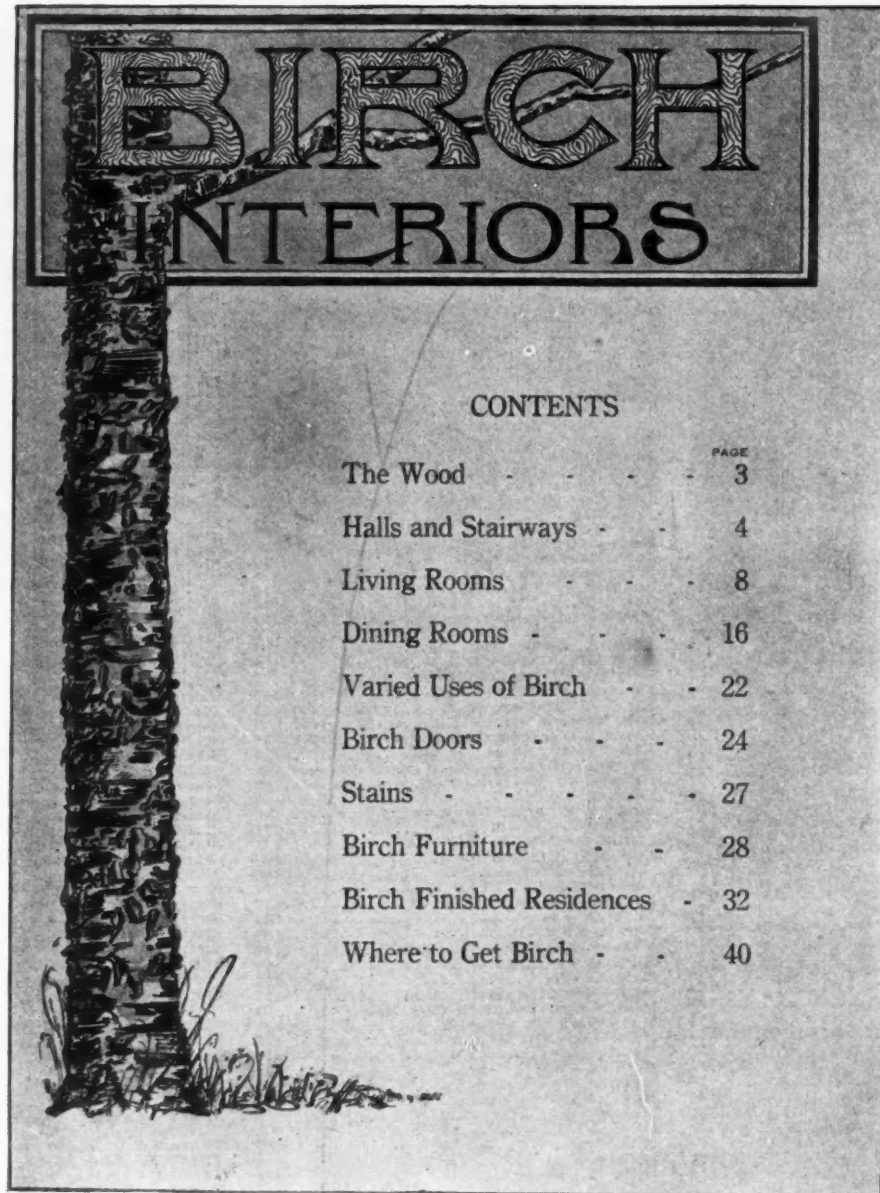 BIRCH
INTERIORS
CONTENTS
PAGE
The Wood - - - - 3
Halls and Stairways - - 4
Living Rooms - - - 8
Dining Rooms - - - 16
Varied Uses of Birch - - 22
Birch Doors - - - 24
Stains - - - - - 27
Birch Furniture - - 28
Birch Finished Residences - 32
Where to Get Birch - - 40